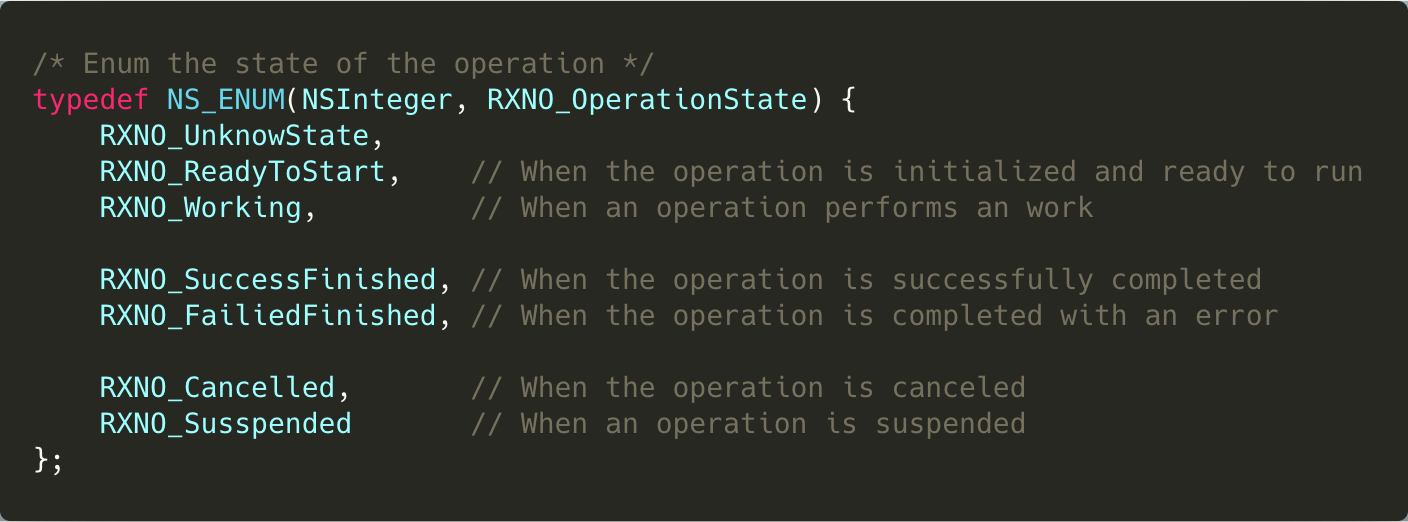 /* Enum the state of the operation */
typedef NS_ENUM(NSInteger, RXNO_OperationState) {
    RXNO_UnknowState,
    RXNO_ReadyToStart,    // When the operation is initialized and ready to run
    RXNO_Working,         // When an operation performs an work

    RXNO_SuccessFinished, // When the operation is successfully completed
    RXNO_FailiedFinished, // When the operation is completed with an error

    RXNO_Cancelled,       // When the operation is canceled
    RXNO_Susspended       // When an operation is suspended
};